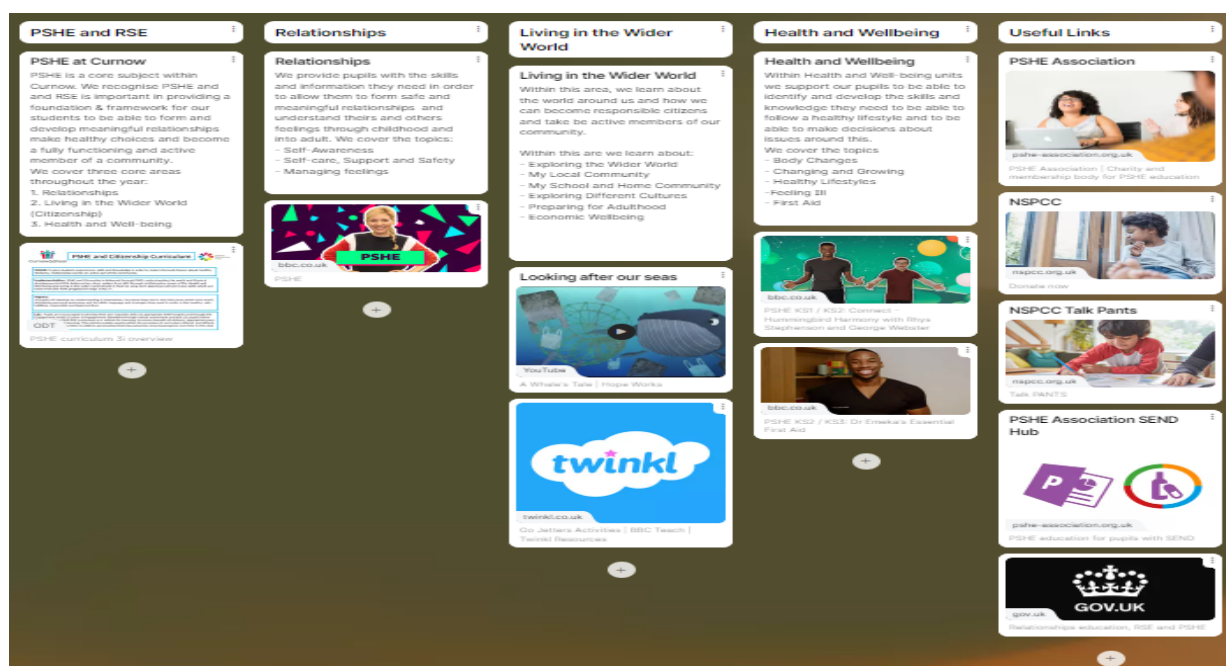 PSHE and RSE
PSHE at Curnow
PSHE is a core subject within
Curnow. We recognise PSHE and
and RSE is important in providing a
foundation & framework for our
students to be able to form and
develop meaningful relationships
make healthy choices and become
a fully functioning and active
member of a community.
We cover three core areas
throughout the year:
1. Relationships
2. Living in the Wider World
(Citizenship)
3. Health and Well-being
PSHE and Citizenship Curriculum
ODT
PSHE curriculum 3i overview
Relationships
Relationships
We provide pupils with the skills
and information they need in order
to allow them to form safe and
meaningful relationships and
understand theirs and others
feelings through childhood and
into adult. We cover the topics:
- Self-Awareness
- Self-care, Support and Safety
- Managing feelings
PSHE
bbc.co.uk
PSHE
Living in the Wider
World
Living in the Wider World
Within this area, we learn about
the world around us and how we
can become responsible citizens
and take be active members of our
community.
Within this are we learn about:
- Exploring the Wider World
- My Local Community
- My School and Home Community
- Exploring Different Cultures
- Preparing for Adulthood
- Economic Wellbeing
Looking after our seas
YouTube
A Whale's Tale | Hope Works
twinkl
twinkl.co.uk
Go Jetters Activities | BBC Teach |
Twinkl Resources
Health and Wellbeing
Health and Wellbeing
Within Health and Well-being units
we support our pupils to be able to
identify and develop the skills and
knowledge they need to be able to
follow a healthy lifestyle and to be
able to make decisions about
issues around this.
We cover the topics
- Body Changes
- Changing and Growing
- Healthy Lifestyles
-Feeling Ill
- First Aid
bbc.co.uk
PSHE KS1 / KS2: Connect -
Hummingbird Harmony with Rhys
Stephenson and George Webster
bbc.co.uk
PSHE KS2 / KS3: Dr Emeka's Essential
First Aid
Useful Links
PSHE Association
pshe-association.org.uk
PSHE Association | Charity and
membership body for PSHE education
NSPCC
nspcc.org.uk
Donate now
NSPCC Talk Pants
nspcc.org.uk
Talk PANTS
PSHE Association SEND
Hub
P
pshe-association.org.uk
PSHE education for pupils with SEND
GOV.UK
gov.uk
Relationships education, RSE and PSHE